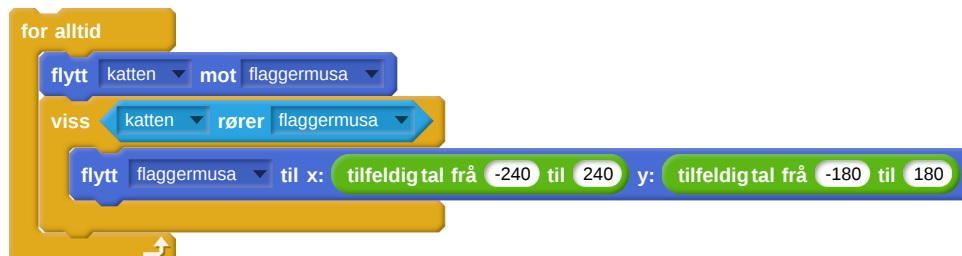 for alltid
flytt katten mot flaggermusa
viss katten rører flaggermusa
flytt flaggermusa til x: tilfeldig tal frå -240 til 240 y: tilfeldig tal frå -180 til 180